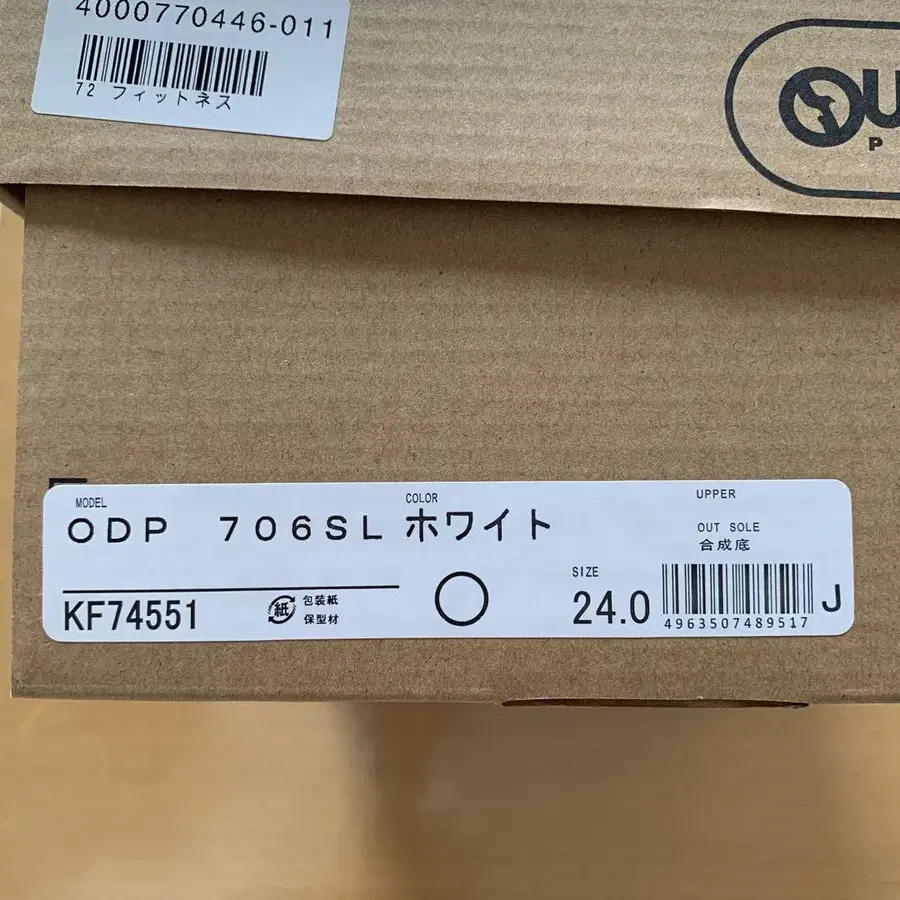 4000770446-011
72 フィットネス
MODEL
ODP 706SL
COLOR
ホワイト
UPPER
OUT SOLE
合成底
KF74551
紙
包装紙
保型材
SIZE
24.0
4963507489517
J